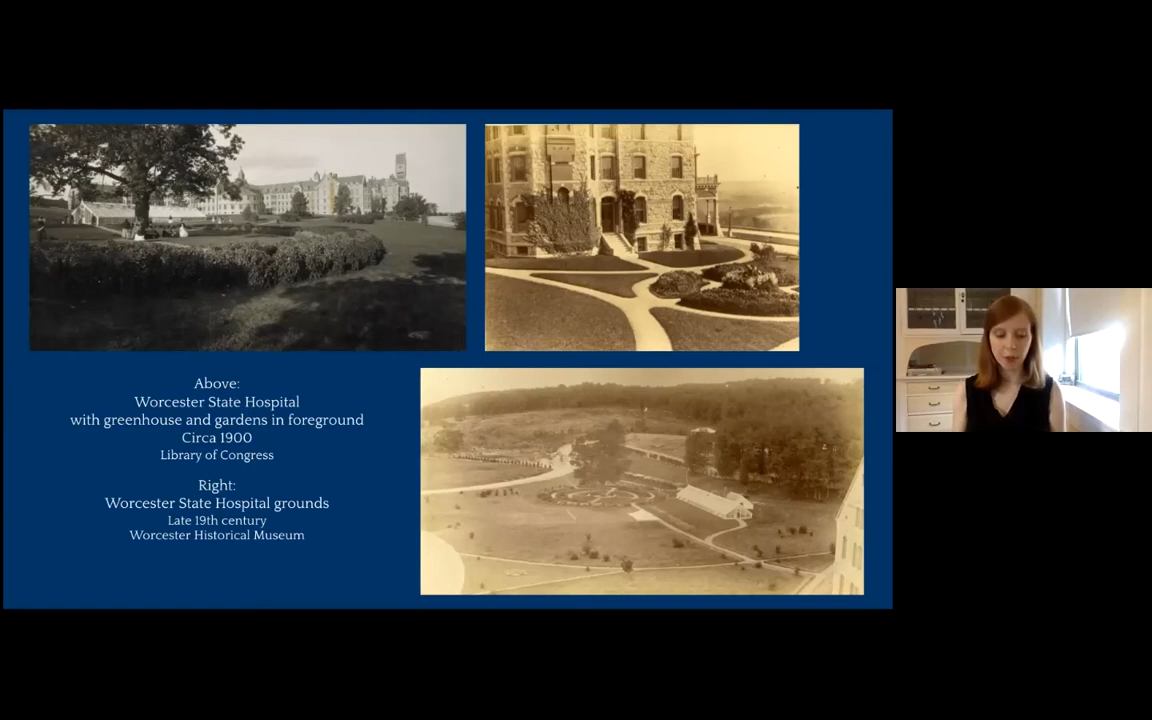 Above:
Worcester State Hospital
with greenhouse and gardens in foreground
Circa 1900
Library of Congress
Right:
Worcester State Hospital grounds
Late 19th century
Worcester Historical Museum